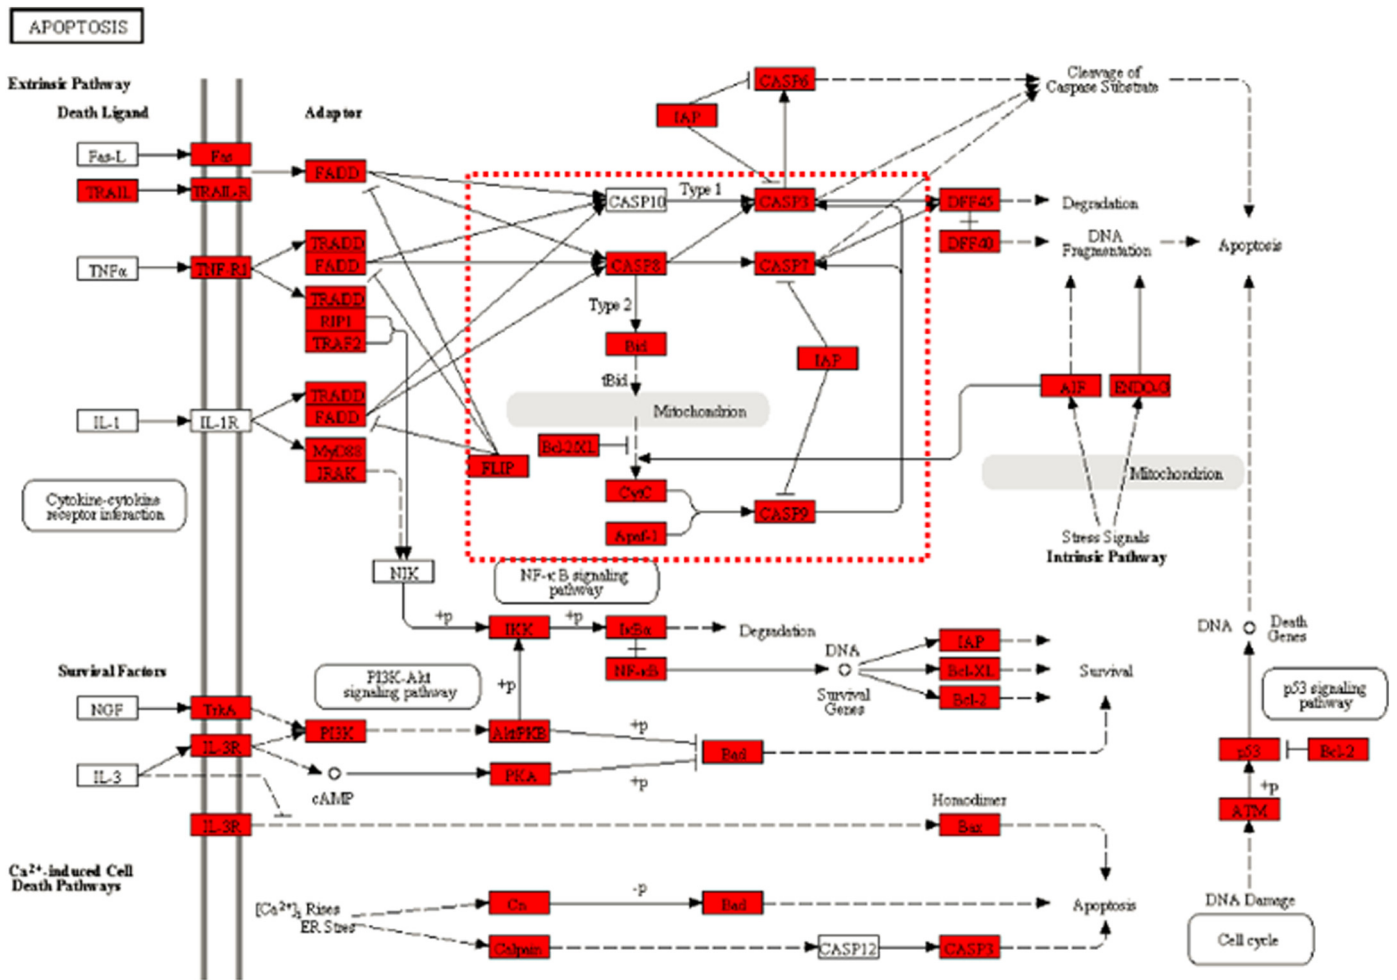 APOPTOSIS
Extrinsic Pathway
Death Ligand
Adaptor
Fas-L
Fas
TRAIL
TRAIL-R
FADD
TNFα
TNF-R1
TRADD
FADD
TRADD
RIP1
TRAF2
IL-1
IL-1R
TRADD
FADD
MyD88
IRAK
Cytokine-cytokine
receptor interaction
FLIP
NIK
CASP6
IAP
Cleavage of
Caspase Substrate
CASP10
Type 1
CASP3
DFF45
Degradation
DFF40
DNA
Fragmentation
Apoptosis
CASP8
CASP7
Type 2
Bid
IAP
tBid
Mitochondrion
Bcl-2/XL
CytC
CASP9
Apaf-1
AIF
ENDO-G
Mitochondrion
Stress Signals
Intrinsic Pathway
NF-κB signaling
pathway
+p
IKK
+p
IκBα
Degradation
NF-κB
DNA
Survival
Genes
IAP
Bcl-XL
Bcl-2
Survival
DNA
Death
Genes
Survival Factors
PI3K-Akt
signaling pathway
+p
NGF
TrkA
PI3K
Akt/PKB
+p
IL-3R
IL-3
cAMP
PKA
+p
Bad
p53 signaling
pathway
p53
Bcl-2
+p
ATM
IL-3R
Homodimer
Bax
Ca²⁺-induced Cell
Death Pathways
[Ca²⁺]i Rises
ER Stres
Cn
-p
Bad
Apoptosis
Calpain
CASP12
CASP3
DNA Damage
Cell cycle